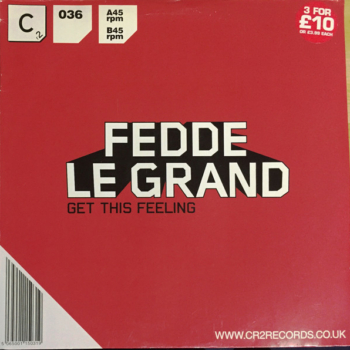 C.2
036
A45
rpm
B45
rpm
3 FOR
£10
OR £3.99 EACH
FEDDE
LE GRAND
GET THIS FEELING
WWW.CR2RECORDS.CO.UK